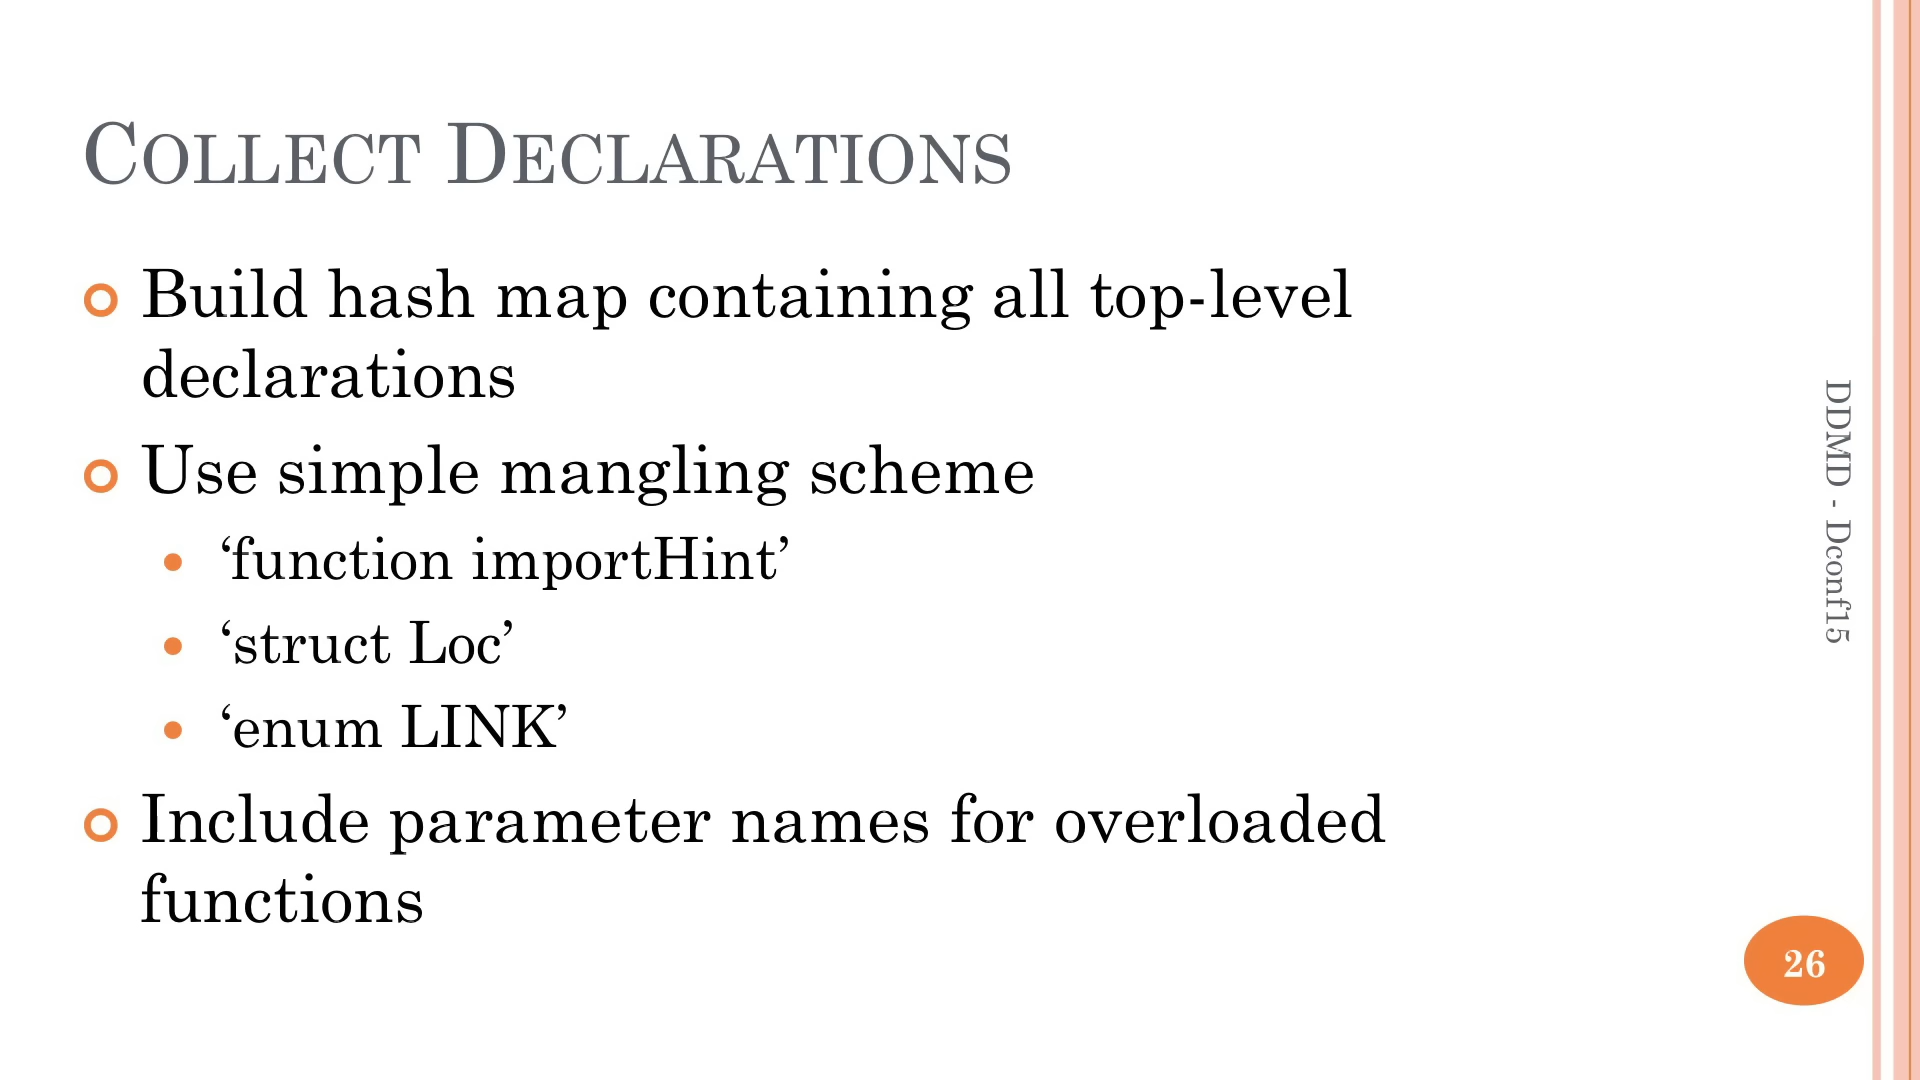 Collect Declarations
Build hash map containing all top-level
declarations
Use simple mangling scheme
‘function importHint’
‘struct Loc’
‘enum LINK’
Include parameter names for overloaded
functions
DDMD - Dconf15
26